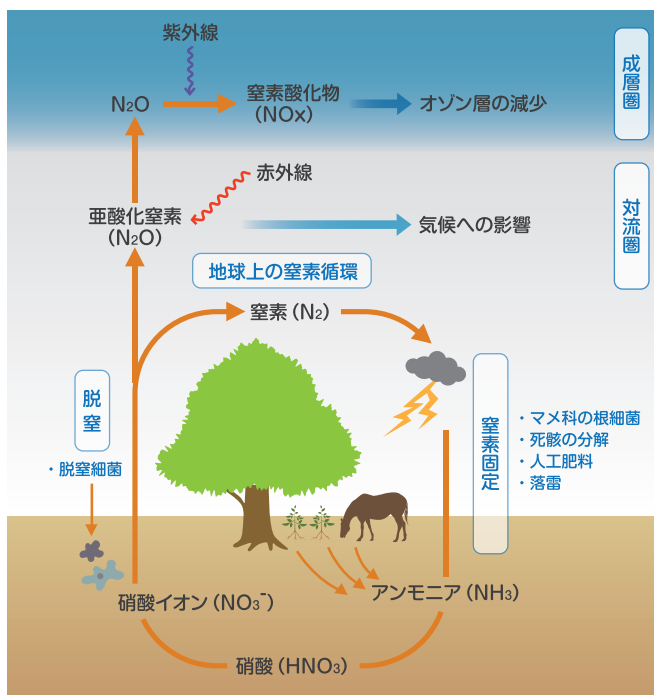 紫外線
成層圏
N2O
窒素酸化物
(NOx)
オゾン層の減少
赤外線
対流圏
亜酸化窒素
(N2O)
気候への影響
地球上の窒素循環
窒素(N2)
脱窒
・脱窒細菌
窒素固定
・マメ科の根細菌
・死骸の分解
・人工肥料
・落雷
硝酸イオン(NO3-)
アンモニア(NH3)
硝酸(HNO3)